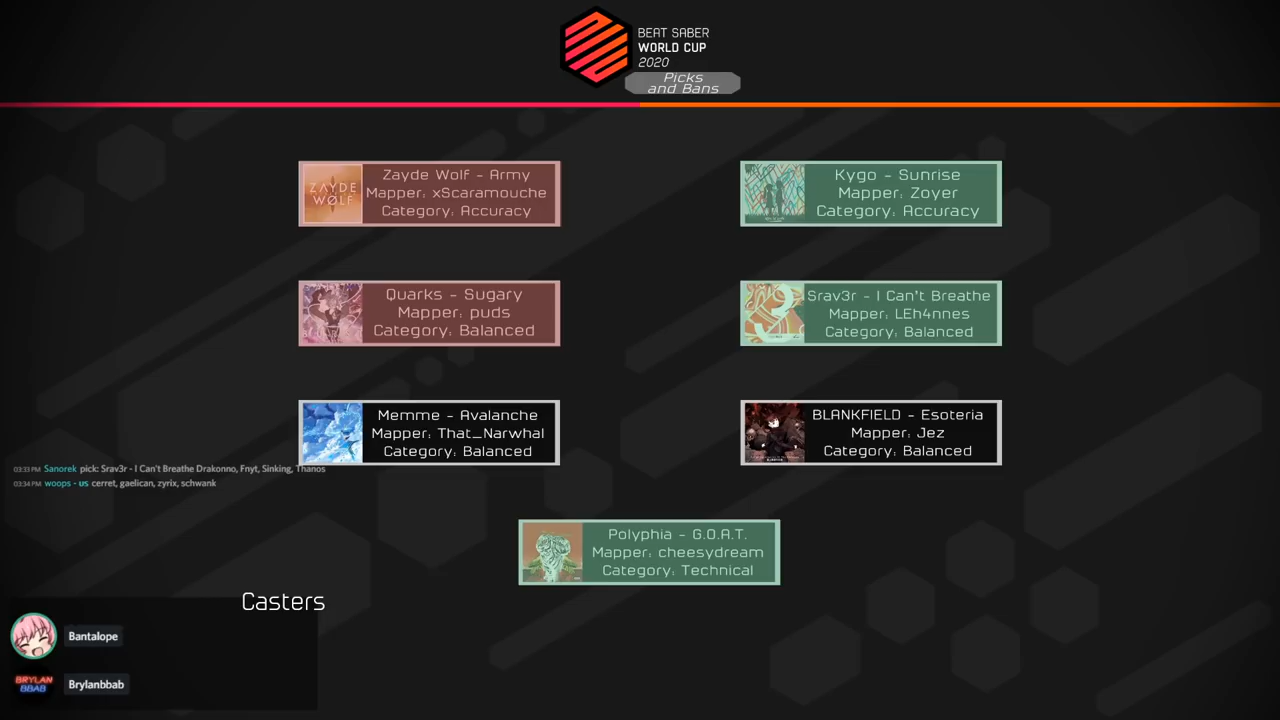 BEAT SABER
WORLD CUP
2020
Picks
and Bans
ZAYDE
WØLF
Zayde Wolf - Army
Mapper: xScaramouche
Category: Accuracy
Kygo - Sunrise
Mapper: Zoyer
Category: Accuracy
Quarks - Sugary
Mapper: puds
Category: Balanced
Srav3r - I Can't Breathe
Mapper: LEh4nnes
Category: Balanced
Memme - Avalanche
Mapper: That_Narwhal
Category: Balanced
BLANKFIELD - Esoteria
Mapper: Jez
Category: Balanced
03:33 PM Sanorek pick: Srav3r - I Can't Breathe Drakonno, Fnyt, Sinking, Thanos
03:34 PM woops - us cerret, gaelican, zyrix, schwank
Polyphia - G.O.A.T.
Mapper: cheesydream
Category: Technical
Casters
Bantalope
BRYLAN
BBAB
Brylanbbab